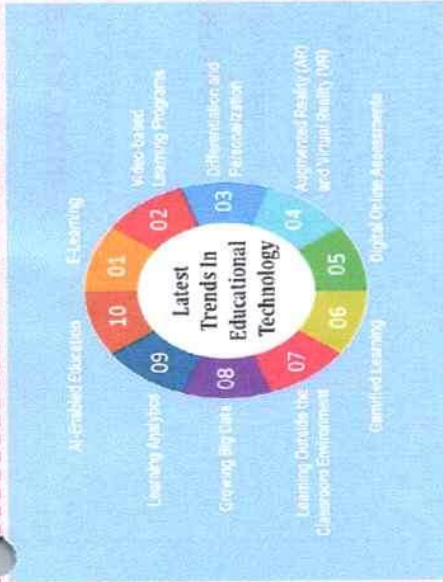 Latest
Trends In
Educational
Technology
01
E-Learning
02
Video-based
Learning Programs
03
Differentiation and
Personalization
04
Augmented Reality (AR)
and Virtual Reality (VR)
05
Digital Online Assessments
06
Gamified Learning
07
Learning Outside the
Classroom Environment
08
Growing Big Data
09
Learning Analytics
10
AI-Enabled Education